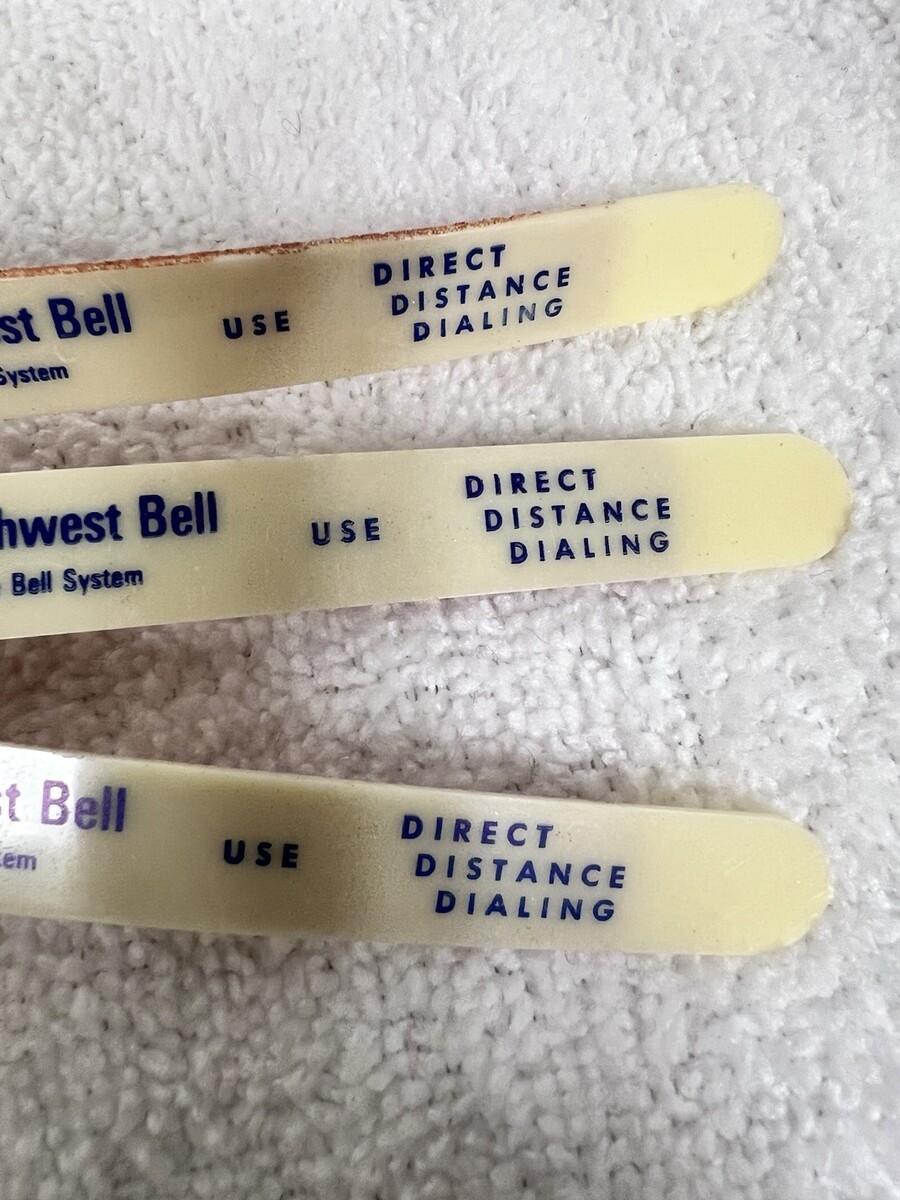 st Bell
System
USE
DIRECT
DISTANCE
DIALING
hwest Bell
Bell System
USE
DIRECT
DISTANCE
DIALING
st Bell
tem
USE
DIRECT
DISTANCE
DIALING